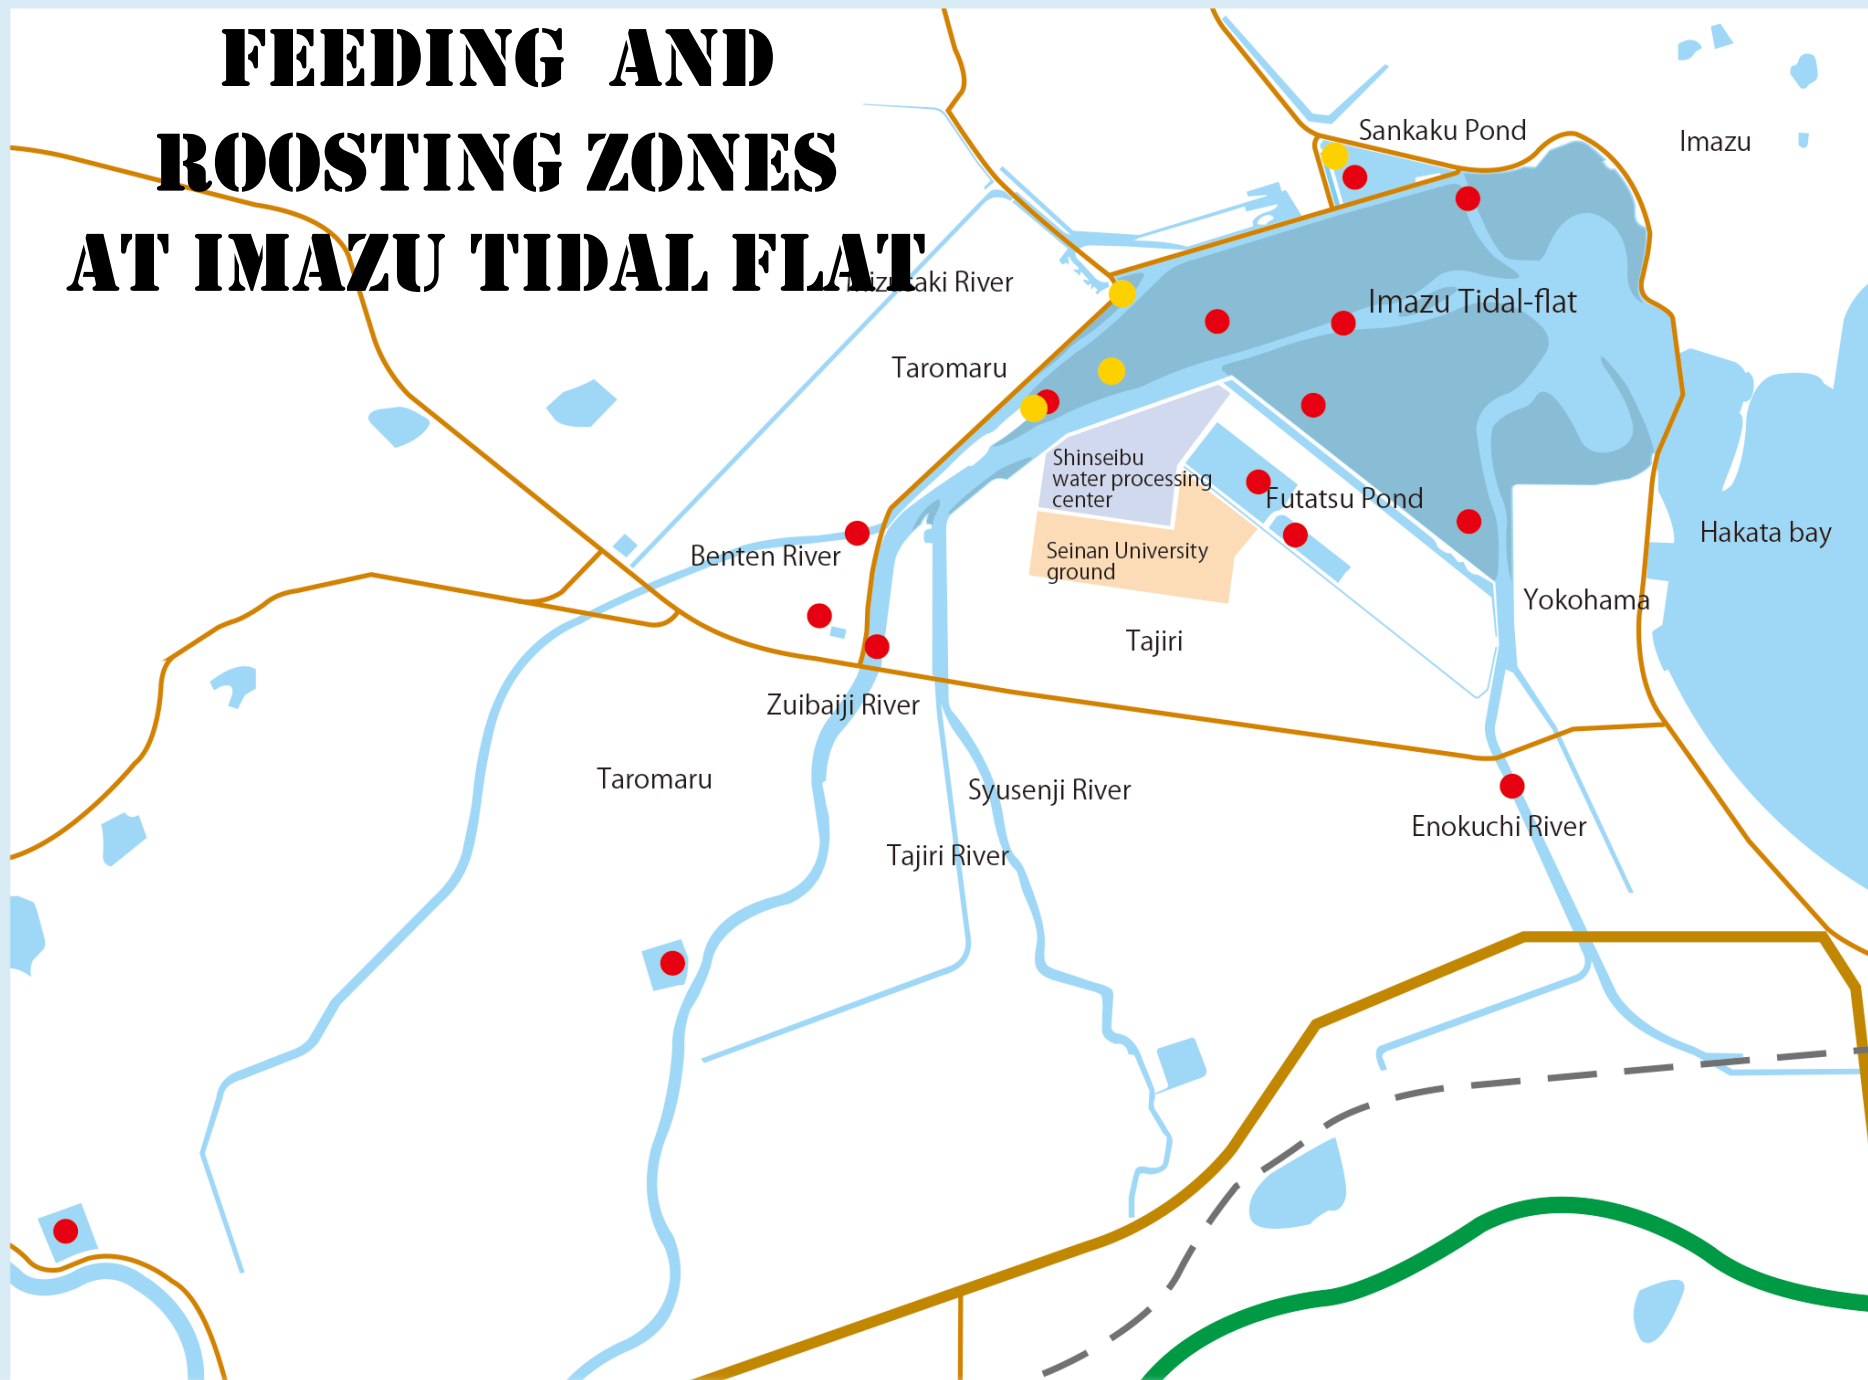 FEEDING AND
ROOSTING ZONES
AT IMAZU TIDAL FLAT
Sankaku Pond
Imazu
River
Imazu Tidal-flat
Taromaru
Shinseibu
water processing
center
Futatsu Pond
Hakata bay
Benten River
Seinan University
ground
Yokohama
Tajiri
Zuibaiji River
Taromaru
Syusenji River
Enokuchi River
Tajiri River